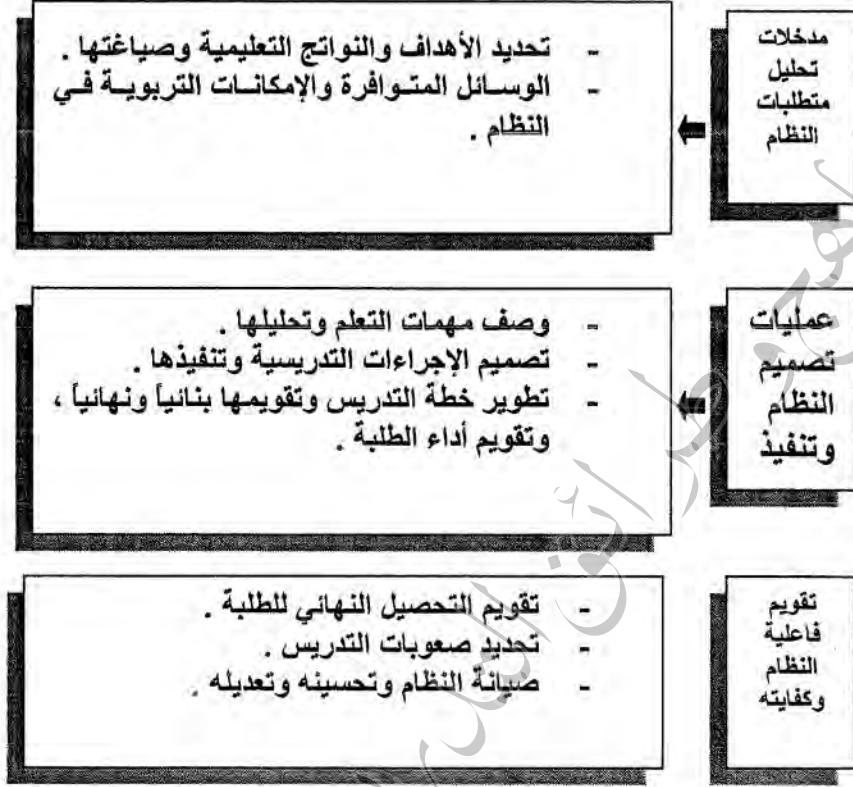 مدخلات
تحليل
متطلبات
النظام
- تحديد الأهداف والنواتج التعليمية وصياغتها .
- الوسائل المتوافرة والإمكانات التربوية في
النظام .
عمليات
تصميم
النظام
وتنفيذ
- وصف مهمات التعلم وتحليلها .
- تصميم الإجراءات التدريسية وتنفيذها .
- تطوير خطة التدريس وتقويمها بنائياً ونهائياً ،
وتقويم أداء الطلبة .
تقويم
فاعلية
النظام
وكفايته
- تقويم التحصيل النهائي للطلبة .
- تحديد صعوبات التدريس .
- صيانة النظام وتحسينه وتعديله .